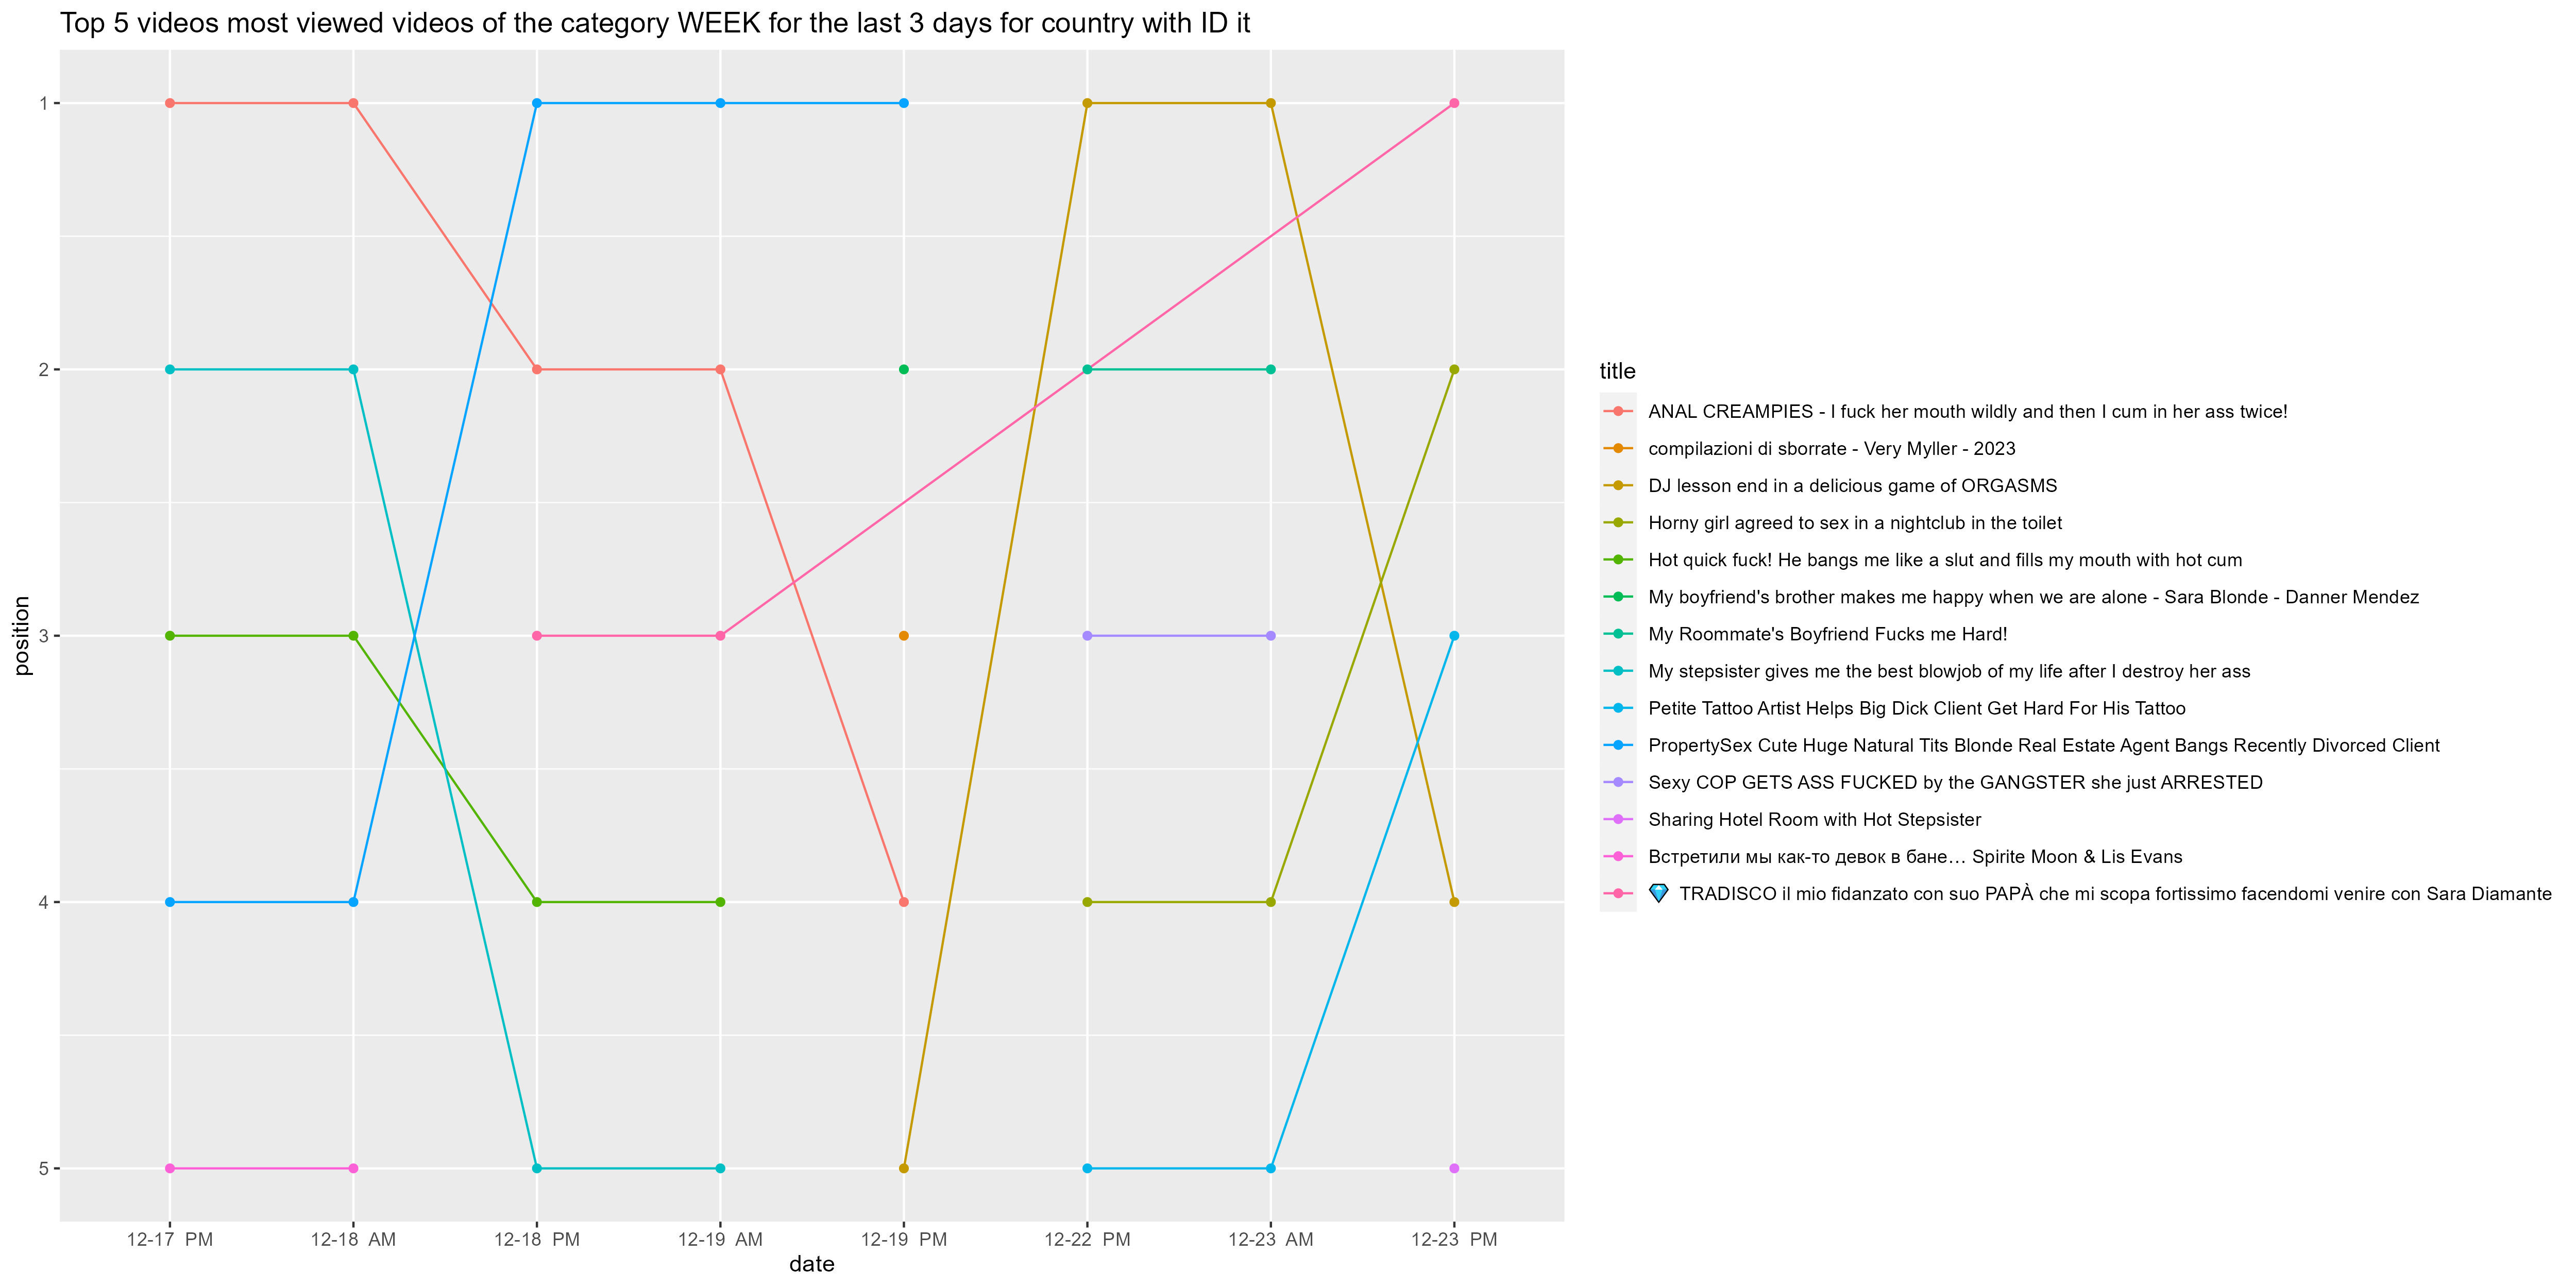 Top 5 videos most viewed videos of the category WEEK for the last 3 days for country with ID it
position
1
2
3
4
5
12-17 PM
12-18 AM
12-18 PM
12-19 AM
12-19 PM
12-22 PM
12-23 AM
12-23 PM
date
title
ANAL CREAMPIES - I fuck her mouth wildly and then I cum in her ass twice!
compilazioni di sborrate - Very Myller - 2023
DJ lesson end in a delicious game of ORGASMS
Horny girl agreed to sex in a nightclub in the toilet
Hot quick fuck! He bangs me like a slut and fills my mouth with hot cum
My boyfriend's brother makes me happy when we are alone - Sara Blonde - Danner Mendez
My Roommate's Boyfriend Fucks me Hard!
My stepsister gives me the best blowjob of my life after I destroy her ass
Petite Tattoo Artist Helps Big Dick Client Get Hard For His Tattoo
PropertySex Cute Huge Natural Tits Blonde Real Estate Agent Bangs Recently Divorced Client
Sexy COP GETS ASS FUCKED by the GANGSTER she just ARRESTED
Sharing Hotel Room with Hot Stepsister
Встретили мы как-то девок в бане… Spirite Moon & Lis Evans
💎 TRADISCO il mio fidanzato con suo PAPÀ che mi scopa fortissimo facendomi venire con Sara Diamante